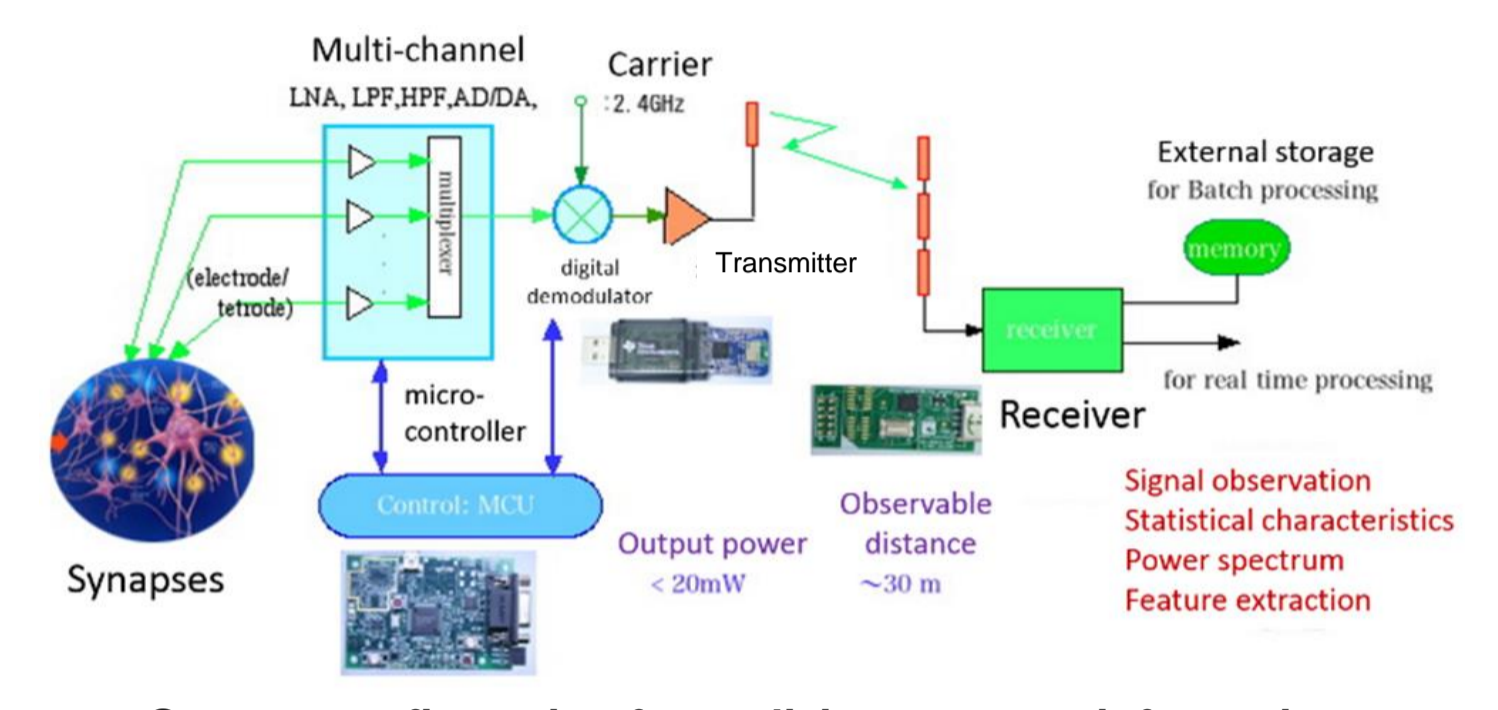 Multi-channel
LNA, LPF,HPF,AD/DA,
Carrier
:2. 4GHz
External storage
for Batch processing
memory
multiplexer
(electrode/
tetrode)
digital
demodulator
Transmitter
receiver
for real time processing
micro-
controller
Receiver
Control: MCU
Synapses
Output power
< 20mW
Observable
distance
~30 m
Signal observation
Statistical characteristics
Power spectrum
Feature extraction